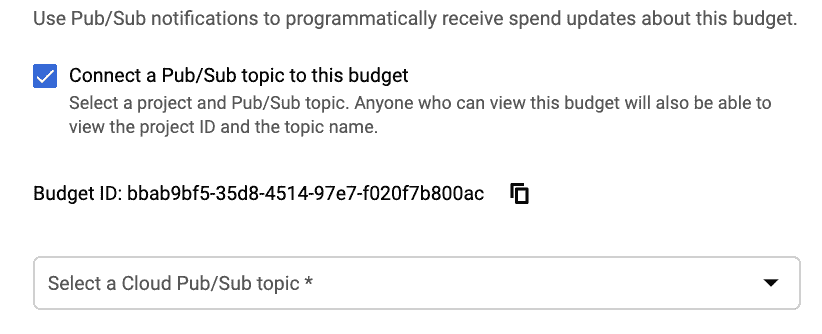 Use Pub/Sub notifications to programmatically receive spend updates about this budget.
Connect a Pub/Sub topic to this budget
Select a project and Pub/Sub topic. Anyone who can view this budget will also be able to
view the project ID and the topic name.
Budget ID: bbab9bf5-35d8-4514-97e7-f020f7b800ac
Select a Cloud Pub/Sub topic *